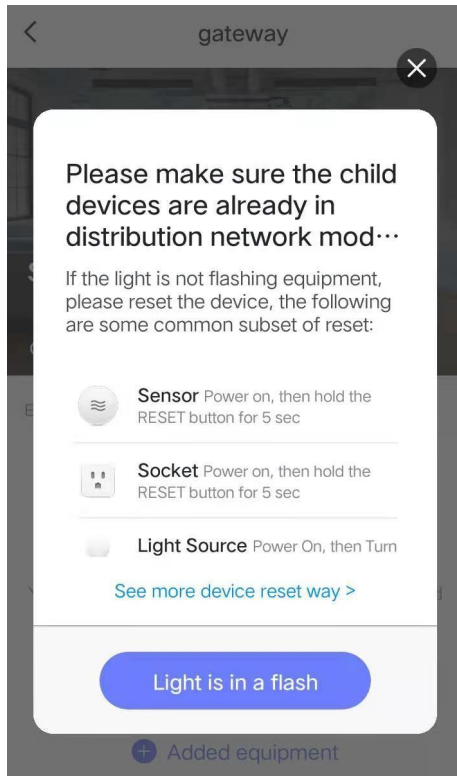 gateway
Please make sure the child
devices are already in
distribution network mod…
If the light is not flashing equipment,
please reset the device, the following
are some common subset of reset:
Sensor Power on, then hold the
RESET button for 5 sec
Socket Power on, then hold the
RESET button for 5 sec
Light Source Power On, then Turn
See more device reset way >
Light is in a flash
Added equipment